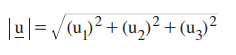 |u̲| = √(u₁)² + (u₂)² + (u₃)²